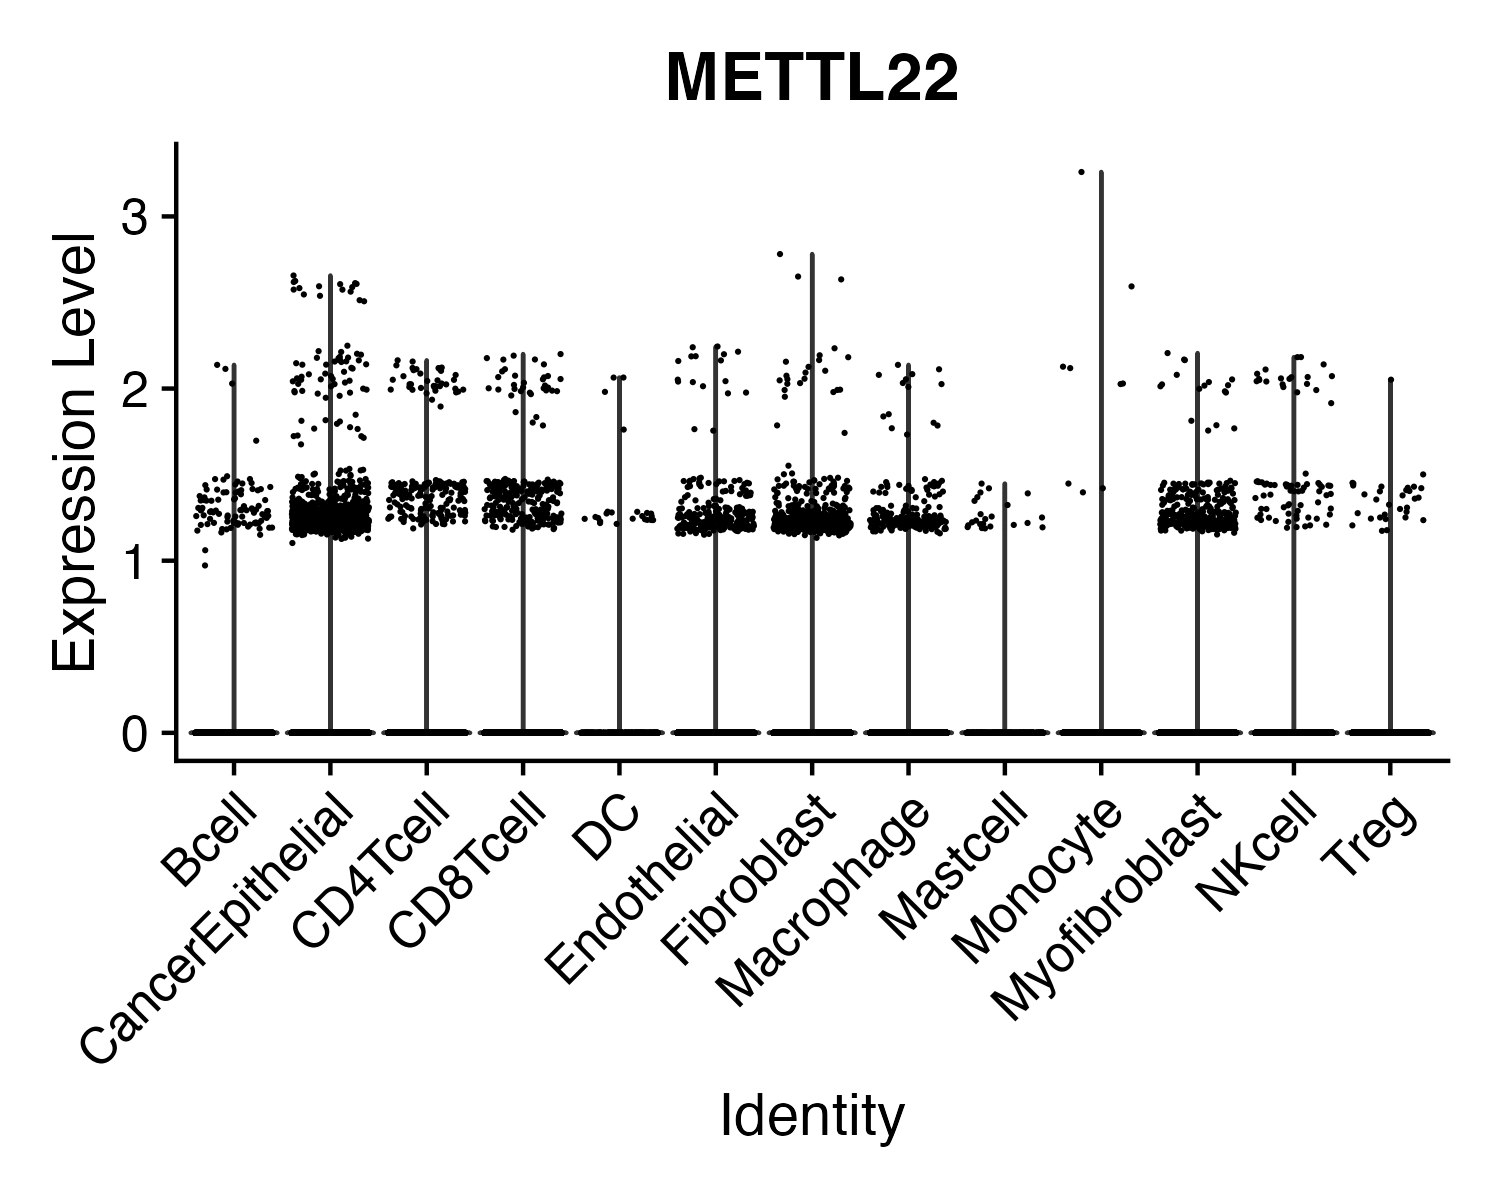 METTL22
Expression Level
3
2
1
0
Bcell
CancerEpithelial
CD4Tcell
CD8Tcell
DC
Endothelial
Fibroblast
Macrophage
Mastcell
Monocyte
Myofibroblast
NKcell
Treg
Identity